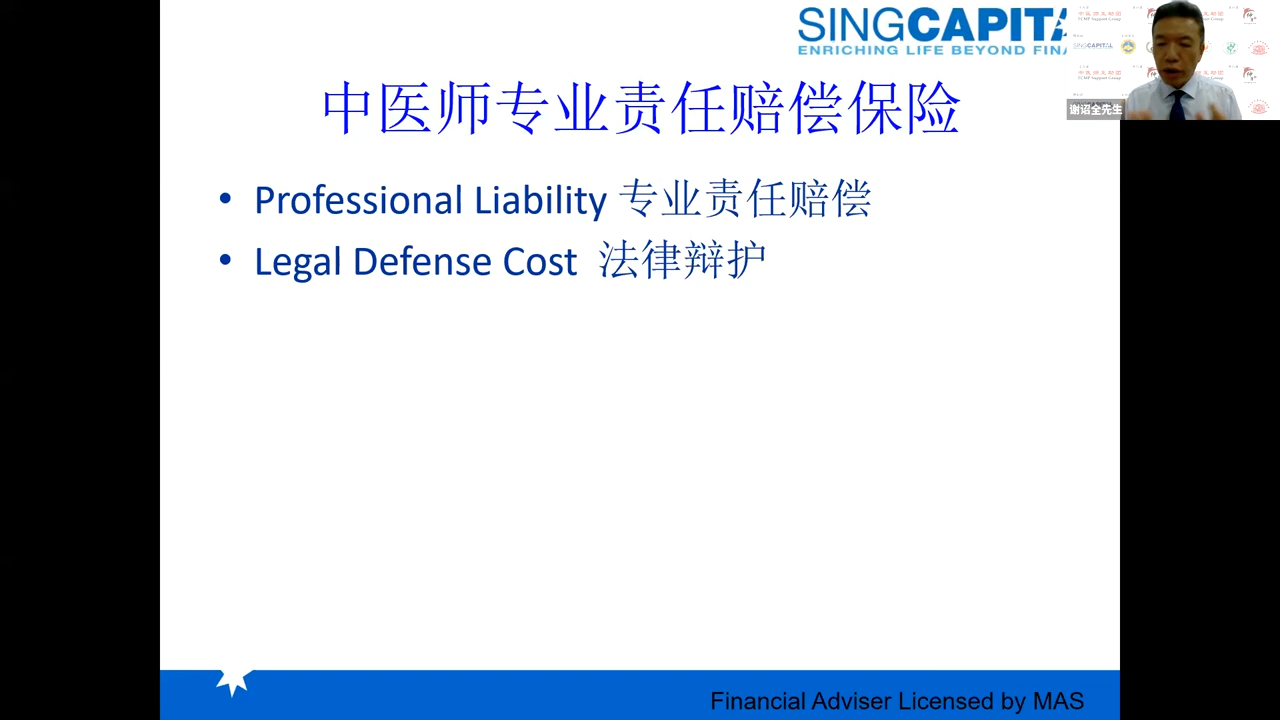 SINGCAPITA
ENRICHING LIFE BEYOND FINA
中医师专业责任赔偿保险
• Professional Liability 专业责任赔偿
• Legal Defense Cost 法律辩护
谢诏全先生
SINGCAPITAL
Financial Adviser Licensed by MAS